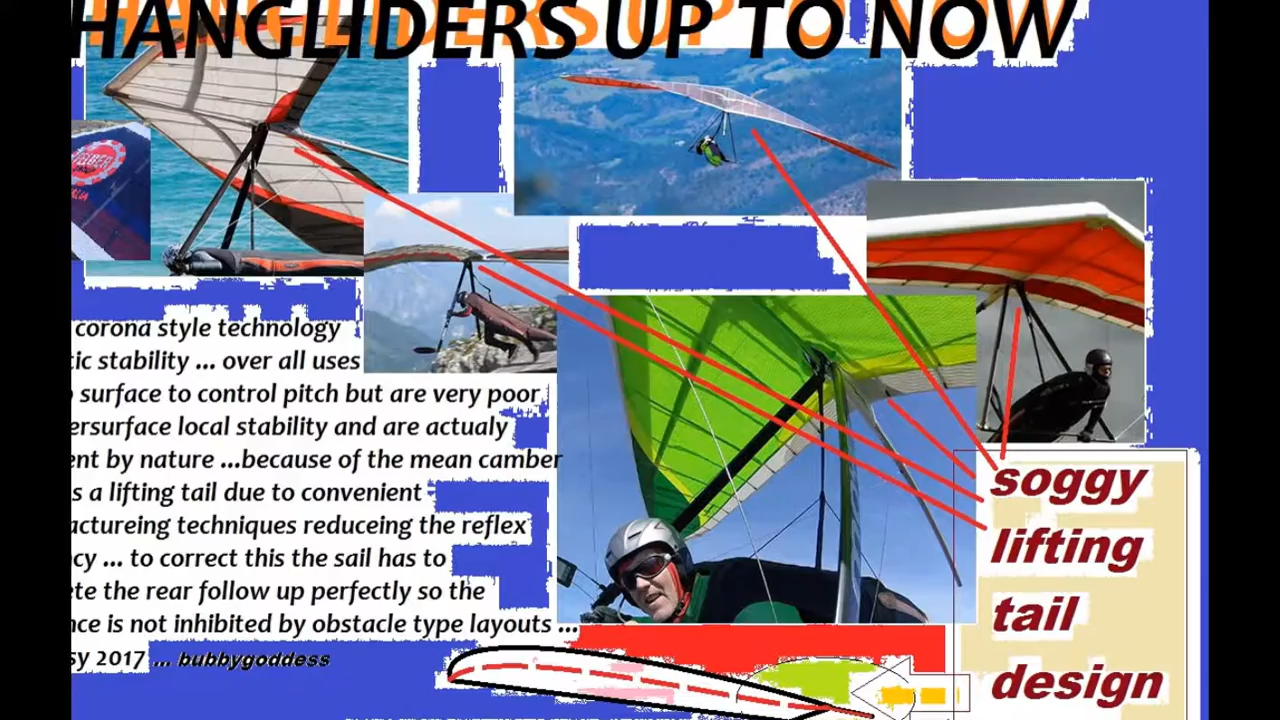 HANGLIDERS UP TO NOW
corona style technology
tic stability ... over all uses
surface to control pitch but are very poor
ersurface local stability and are actualy
ent by nature ...because of the mean camber
s a lifting tail due to convenient
actureing techniques reduceing the reflex
cy ... to correct this the sail has to
ete the rear follow up perfectly so the
nce is not inhibited by obstacle type layouts ...
sy 2017 ... bubbygoddess
soggy
lifting
tail
design